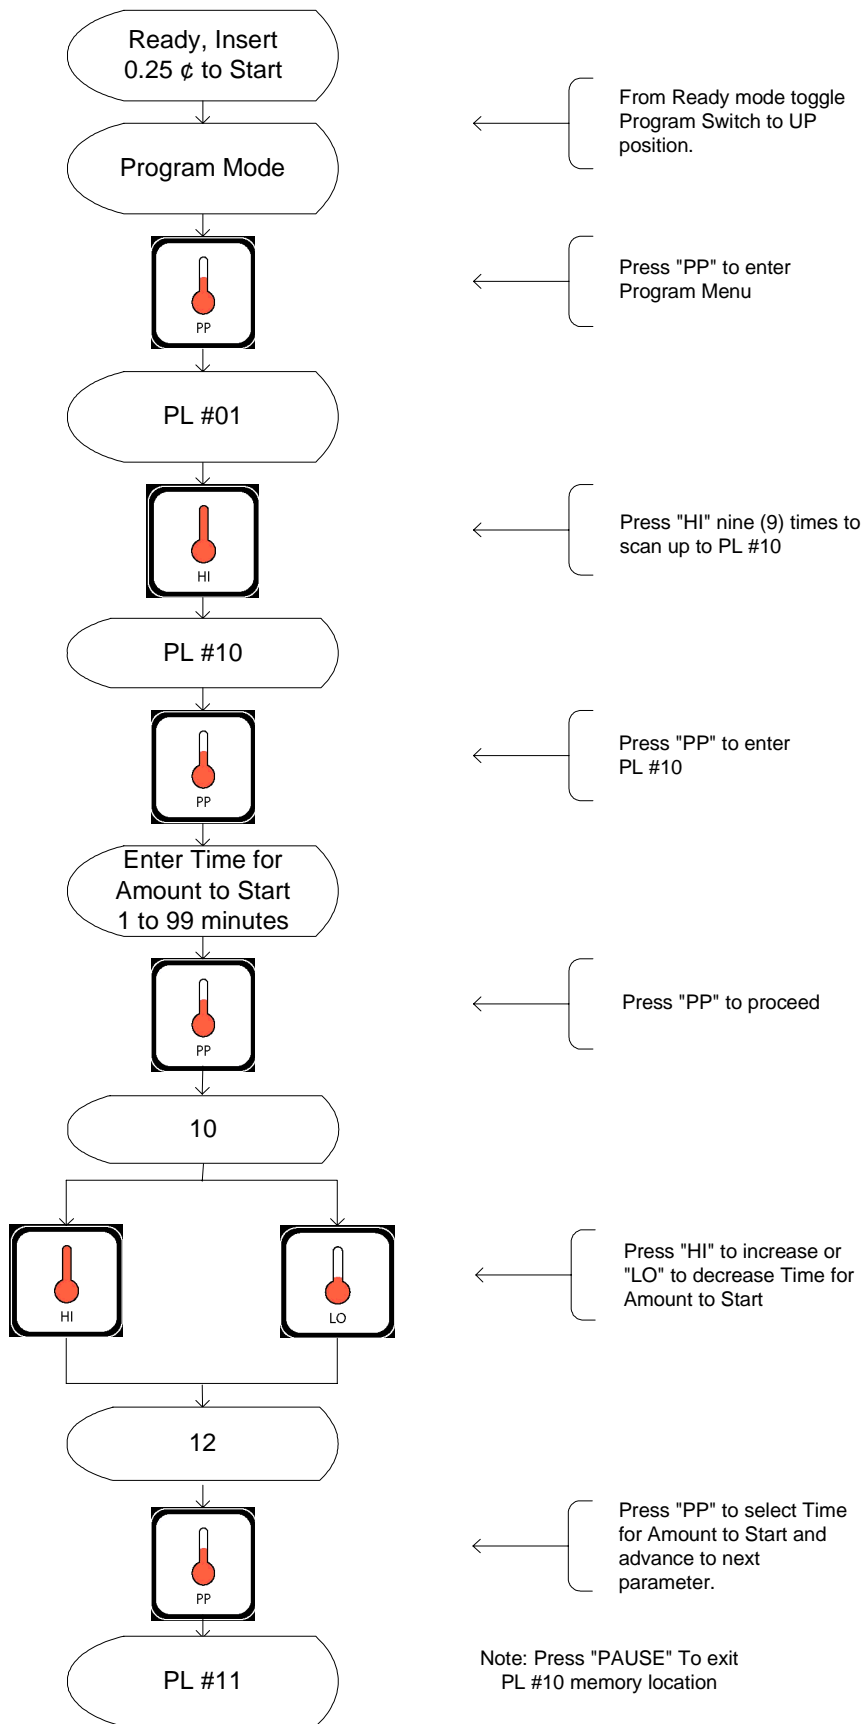 Ready, Insert
0.25 ¢ to Start
From Ready mode toggle
Program Switch to UP
position.
Program Mode
Press "PP" to enter
Program Menu
PP
PL #01
Press "HI" nine (9) times to
scan up to PL #10
HI
PL #10
Press "PP" to enter
PL #10
PP
Enter Time for
Amount to Start
1 to 99 minutes
Press "PP" to proceed
PP
10
Press "HI" to increase or
"LO" to decrease Time for
Amount to Start
HI
LO
12
Press "PP" to select Time
for Amount to Start and
advance to next
parameter.
PP
PL #11
Note: Press "PAUSE" To exit
PL #10 memory location